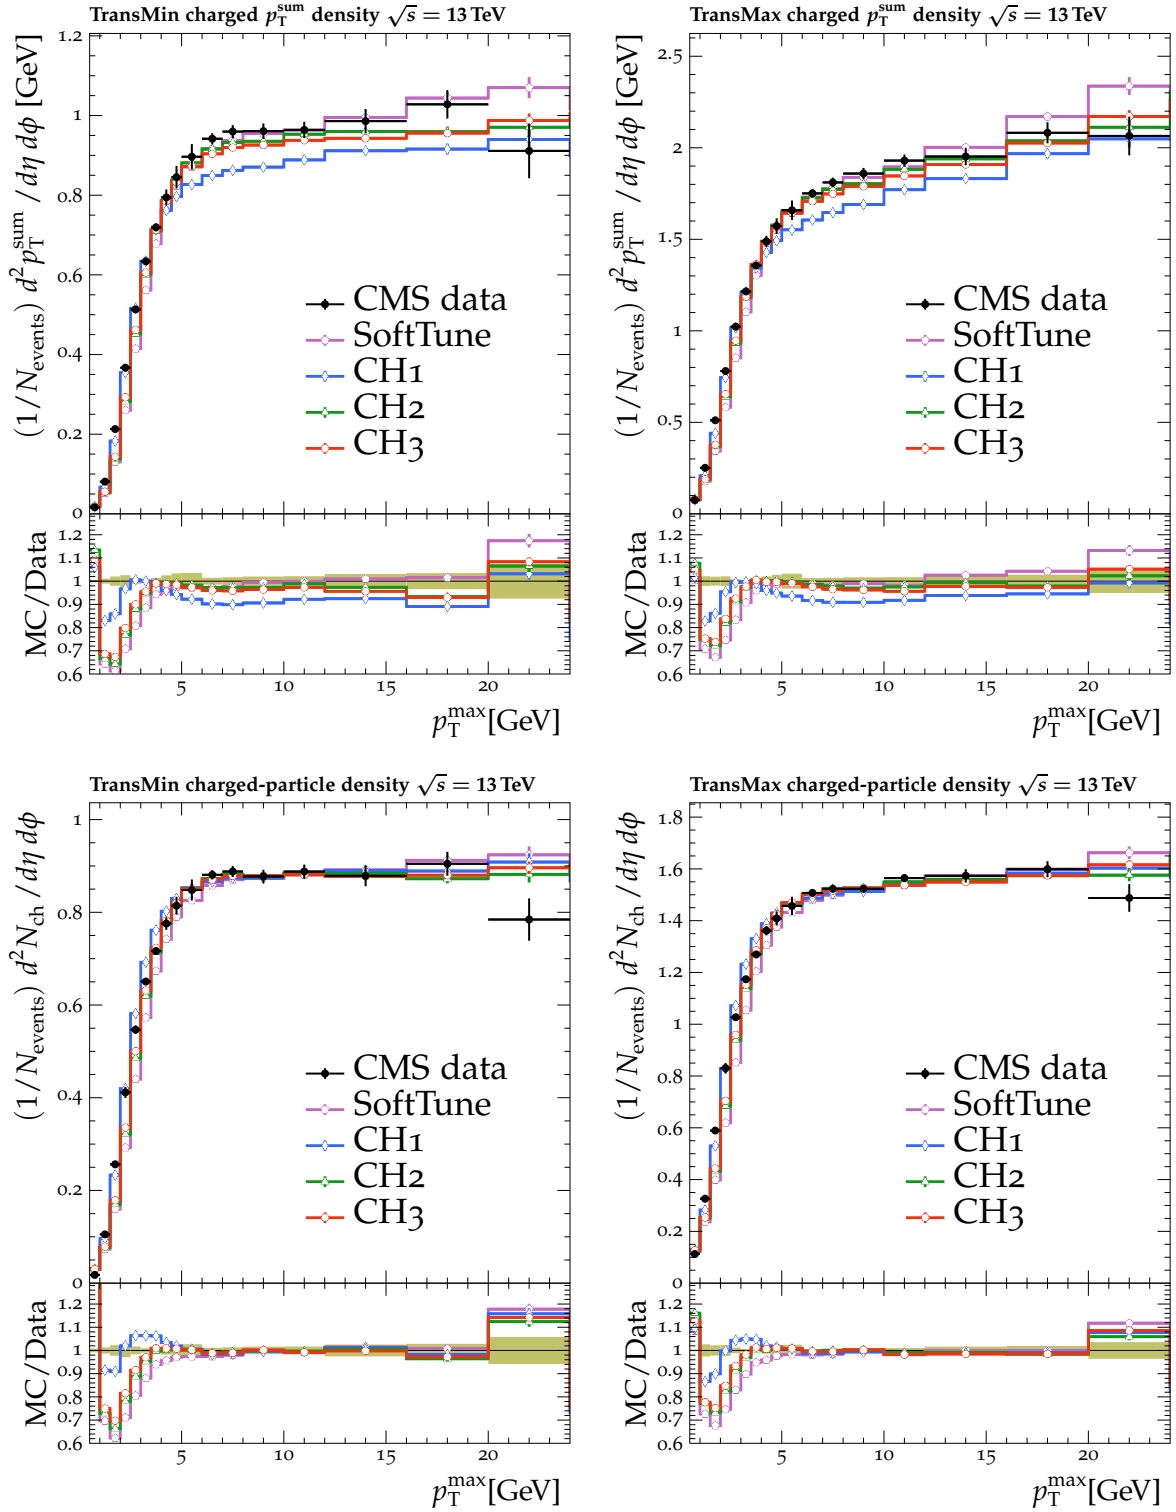 TransMin charged p_T^sum density √s = 13 TeV
(1/N_events) d² p_T^sum / dη dϕ [GeV]
1.2
1
0.8
0.6
0.4
0.2
0
CMS data
SoftTune
CH1
CH2
CH3
MC/Data
1.2
1.1
1
0.9
0.8
0.7
0.6
5 10 15 20
p_T^max [GeV]
TransMax charged p_T^sum density √s = 13 TeV
(1/N_events) d² p_T^sum / dη dϕ [GeV]
2.5
2
1.5
1
0.5
0
CMS data
SoftTune
CH1
CH2
CH3
MC/Data
1.2
1.1
1
0.9
0.8
0.7
0.6
5 10 15 20
p_T^max [GeV]
TransMin charged-particle density √s = 13 TeV
(1/N_events) d² N_ch / dη dϕ
1
0.8
0.6
0.4
0.2
0
CMS data
SoftTune
CH1
CH2
CH3
MC/Data
1.2
1.1
1
0.9
0.8
0.7
0.6
5 10 15 20
p_T^max [GeV]
TransMax charged-particle density √s = 13 TeV
(1/N_events) d² N_ch / dη dϕ
1.8
1.6
1.4
1.2
1
0.8
0.6
0.4
0.2
0
CMS data
SoftTune
CH1
CH2
CH3
MC/Data
1.2
1.1
1
0.9
0.8
0.7
0.6
5 10 15 20
p_T^max [GeV]